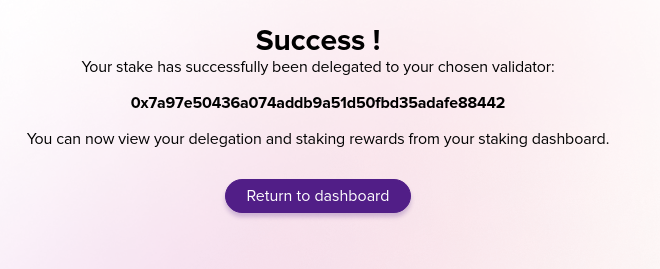 Success !
Your stake has successfully been delegated to your chosen validator:
0x7a97e50436a074addb9a51d50fbd35adafe88442
You can now view your delegation and staking rewards from your staking dashboard.
Return to dashboard